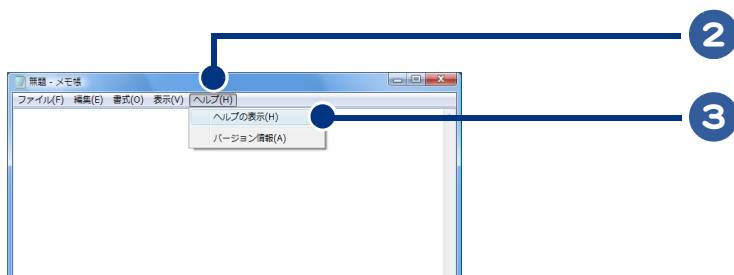 2
無題 - メモ帳
ファイル(F) 編集(E) 書式(O) 表示(V) ヘルプ(H)
ヘルプの表示(H)
3
バージョン情報(A)